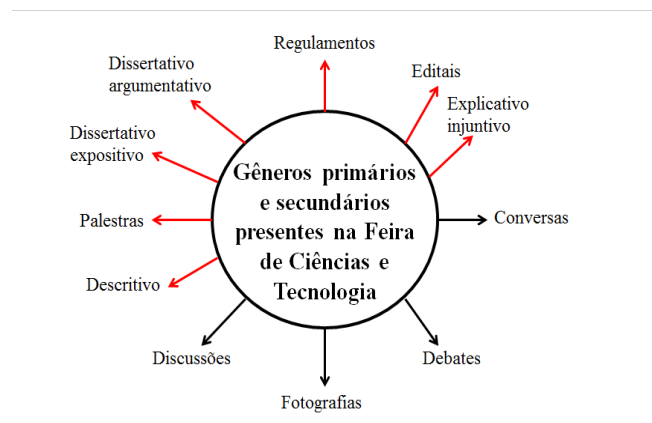 Regulamentos
Dissertativo
argumentativo
Editais
Explicativo
injuntivo
Dissertativo
expositivo
Gêneros primários
e secundários
presentes na Feira
de Ciências e
Tecnologia
Palestras
Conversas
Descritivo
Discussões
Debates
Fotografias